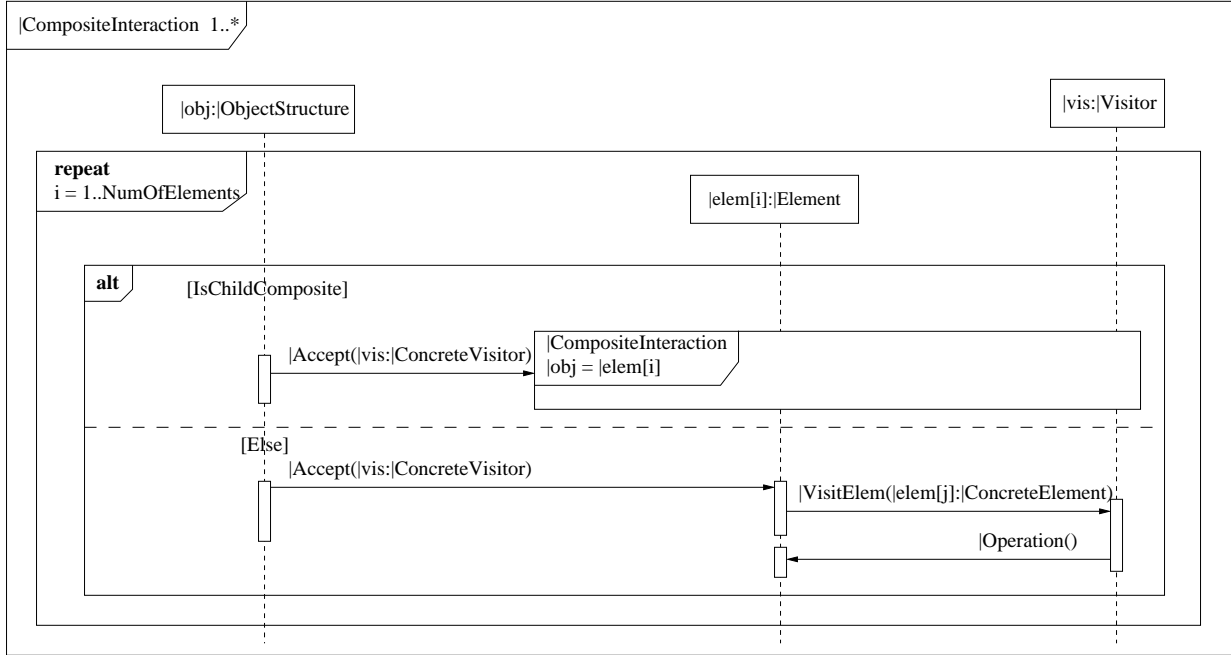 |CompositeInteraction 1..*
|obj:|ObjectStructure
|vis:|Visitor
repeat
i = 1..NumOfElements
|elem[i]:|Element
alt
[IsChildComposite]
|Accept(|vis:|ConcreteVisitor)
|CompositeInteraction
|obj = |elem[i]
[Else]
|Accept(|vis:|ConcreteVisitor)
|VisitElem(|elem[j]:|ConcreteElement)
|Operation()